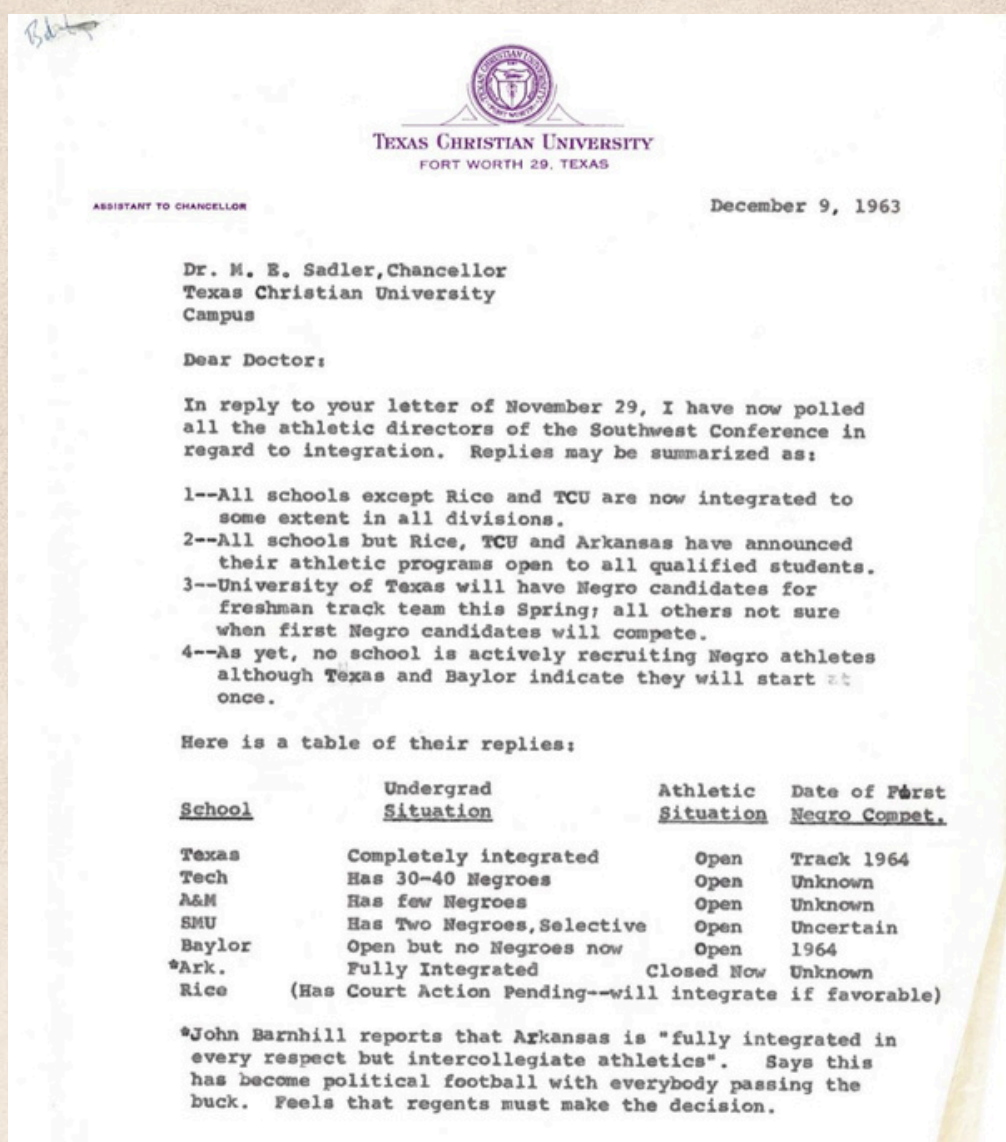 TEXAS CHRISTIAN UNIVERSITY
FORT WORTH 29, TEXAS
ASSISTANT TO CHANCELLOR
December 9, 1963
Dr. M. E. Sadler,Chancellor
Texas Christian University
Campus
Dear Doctor:
In reply to your letter of November 29, I have now polled
all the athletic directors of the Southwest Conference in
regard to integration. Replies may be summarized as:
1--All schools except Rice and TCU are now integrated to
some extent in all divisions.
2--All schools but Rice, TCU and Arkansas have announced
their athletic programs open to all qualified students.
3--University of Texas will have Negro candidates for
freshman track team this Spring; all others not sure
when first Negro candidates will compete.
4--As yet, no school is actively recruiting Negro athletes
although Texas and Baylor indicate they will start at
once.
Here is a table of their replies:
Undergrad Athletic Date of First
School Situation Situation Negro Compet.
Texas Completely integrated Open Track 1964
Tech Has 30-40 Negroes Open Unknown
A&M Has few Negroes Open Unknown
SMU Has Two Negroes,Selective Open Uncertain
Baylor Open but no Negroes now Open 1964
*Ark. Fully Integrated Closed Now Unknown
Rice (Has Court Action Pending--will integrate if favorable)
*John Barnhill reports that Arkansas is "fully integrated in
every respect but intercollegiate athletics". Says this
has become political football with everybody passing the
buck. Feels that regents must make the decision.